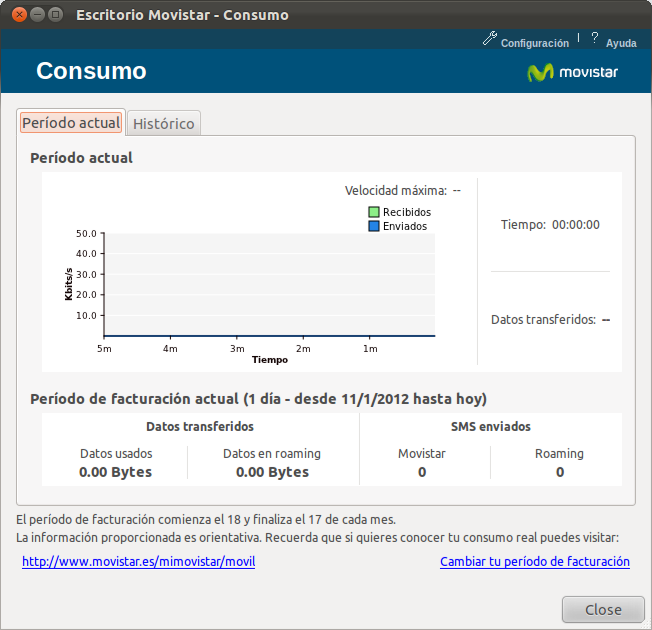 Escritorio Movistar - Consumo
Configuración | ? Ayuda
Consumo
movistar
Período actual
Histórico
Período actual
Velocidad máxima: --
Recibidos
Enviados
50.0
40.0
30.0
20.0
10.0
Kbits/s
5m 4m 3m 2m 1m
Tiempo
Tiempo: 00:00:00
Datos transferidos: --
Período de facturación actual (1 día - desde 11/1/2012 hasta hoy)
Datos transferidos
SMS enviados
Datos usados
Datos en roaming
Movistar
Roaming
0.00 Bytes
0.00 Bytes
0
0
El período de facturación comienza el 18 y finaliza el 17 de cada mes.
La información proporcionada es orientativa. Recuerda que si quieres conocer tu consumo real puedes visitar:
http://www.movistar.es/mimovistar/movil
Cambiar tu período de facturación
Close